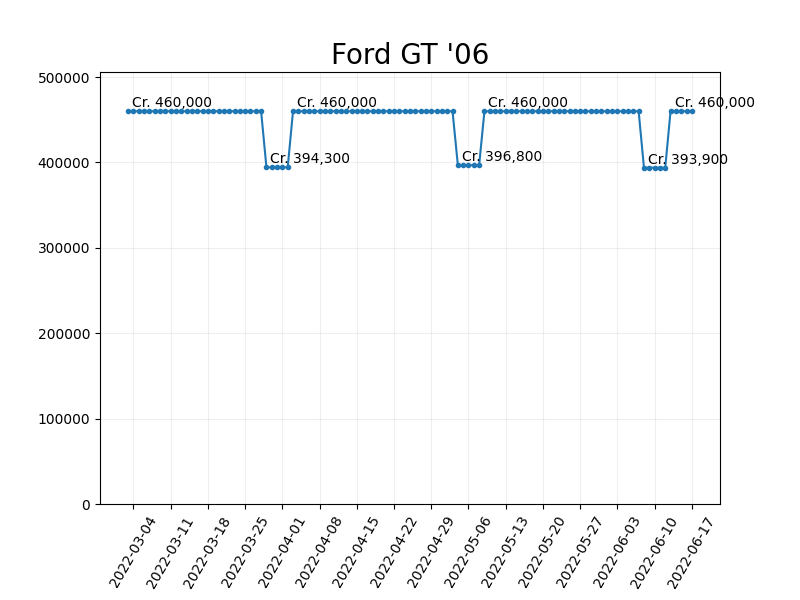 Ford GT '06
500000
400000
300000
200000
100000
0
Cr. 460,000
Cr. 394,300
Cr. 460,000
Cr. 396,800
Cr. 460,000
Cr. 393,900
Cr. 460,000
2022-03-04
2022-03-11
2022-03-18
2022-03-25
2022-04-01
2022-04-08
2022-04-15
2022-04-22
2022-04-29
2022-05-06
2022-05-13
2022-05-20
2022-05-27
2022-06-03
2022-06-10
2022-06-17